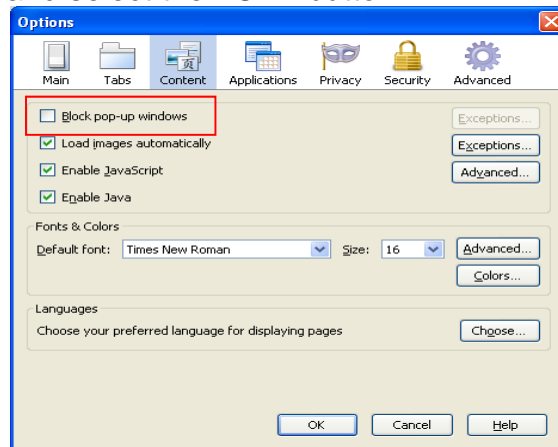 Options
Main Tabs Content Applications Privacy Security Advanced
Block pop-up windows Exceptions...
Load images automatically Exceptions...
Enable JavaScript Advanced...
Enable Java
Fonts & Colors
Default font: Times New Roman Size: 16 Advanced...
Colors...
Languages
Choose your preferred language for displaying pages Choose...
OK Cancel Help